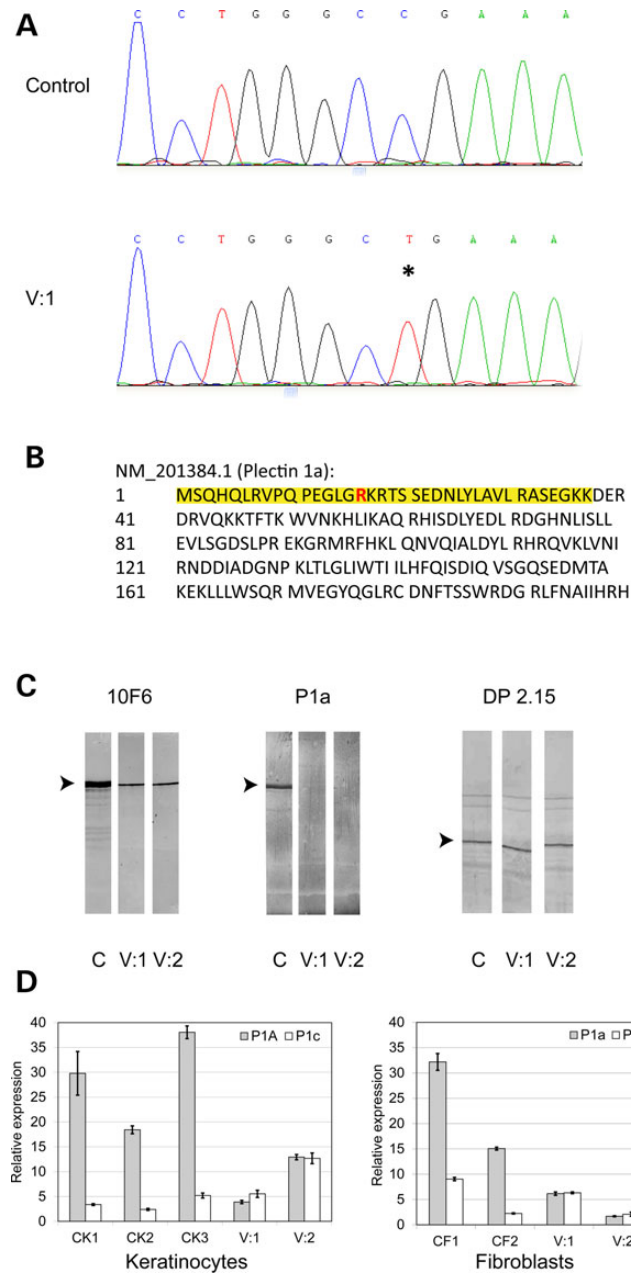 A
C C T G G G C C G A A A
Control
C C T G G G C T G A A A
*
V:1
B
NM_201384.1 (Plectin 1a):
1 MSQHQLRVPQ PEGLGRKRTSS EDNLYLAVLRASEGKKDER
41 DRVQKKTFTK WVNKHLIKAQ RHISDLYEDL RDGHNLISLL
81 EVLSGDSLPR EKGRMRFHKL QNVQIALDYL RHRQVKLVNI
121 RNDDIADGNP KLTLGLIWTI ILHFQISDIQ VSGQSEDMTA
161 KEKLLLWSQR MVEGYQGLRC DNFTSSWRDG RLFNAIIHRH
C
10F6 P1a DP 2.15
C V:1 V:2 C V:1 V:2 C V:1 V:2
D
40
35
30
25
20
15
10
5
0
Relative expression
P1A P1c
CK1 CK2 CK3 V:1 V:2
Keratinocytes
40
35
30
25
20
15
10
5
0
Relative expression
P1a P
CF1 CF2 V:1 V:2
Fibroblasts